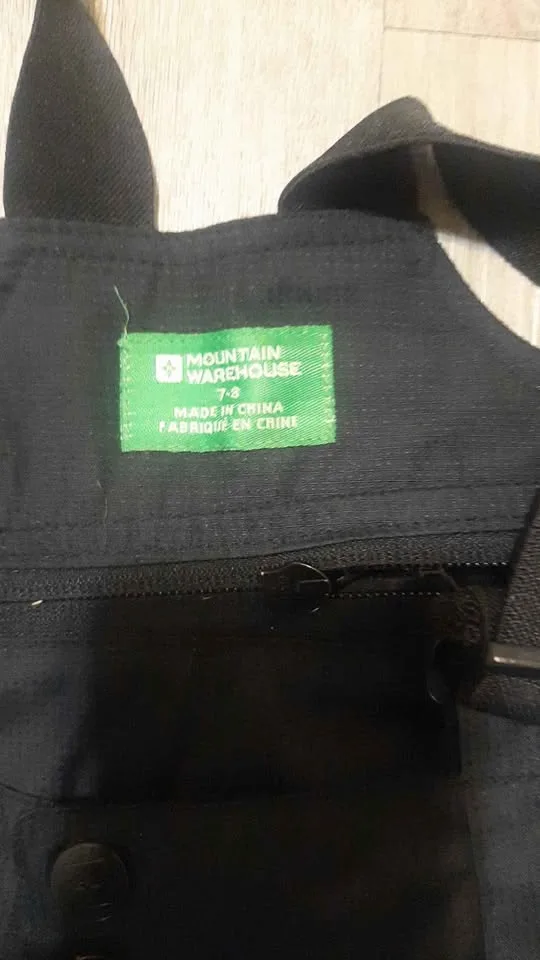 MOUNTAIN
WAREHOUSE
7-8
MADE IN CHINA
FABRIQUÉ EN CHINE